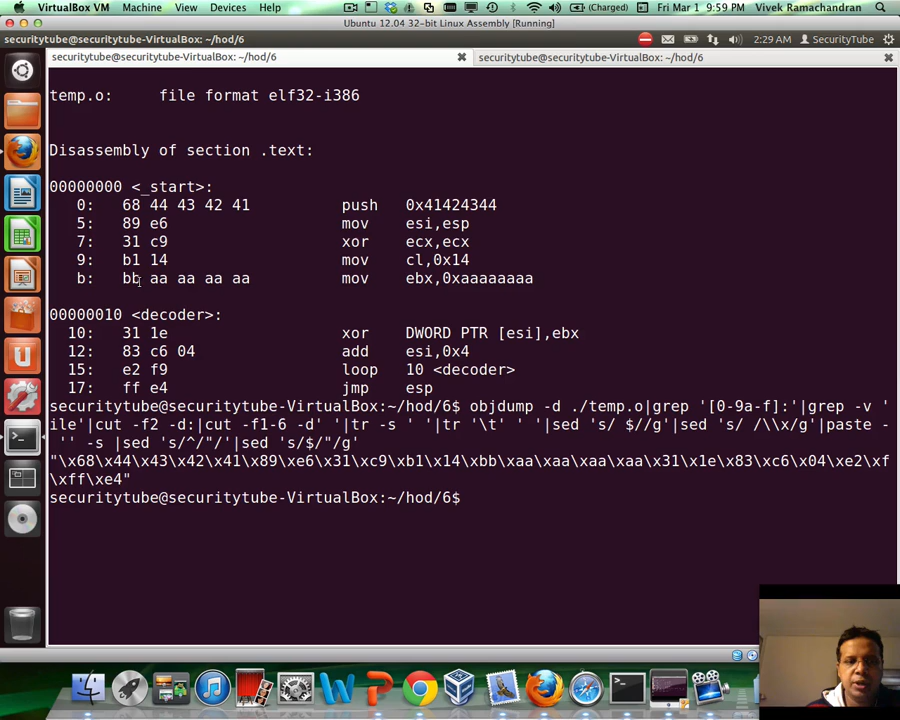 VirtualBox VM Machine View Devices Help (Charged) Fri Mar 1 9:59 PM Vivek Ramachandran
Ubuntu 12.04 32-bit Linux Assembly [Running]
securitytube@securitytube-VirtualBox: ~/hod/6 2:29 AM SecurityTube
securitytube@securitytube-VirtualBox: ~/hod/6 securitytube@securitytube-VirtualBox: ~/hod/6
temp.o: file format elf32-i386
Disassembly of section .text:
00000000 <_start>:
0: 68 44 43 42 41 push 0x41424344
5: 89 e6 mov esi,esp
7: 31 c9 xor ecx,ecx
9: b1 14 mov cl,0x14
b: bb aa aa aa aa mov ebx,0xaaaaaaaa
00000010 <decoder>:
10: 31 1e xor DWORD PTR [esi],ebx
12: 83 c6 04 add esi,0x4
15: e2 f9 loop 10 <decoder>
17: ff e4 jmp esp
securitytube@securitytube-VirtualBox:~/hod/6$ objdump -d ./temp.o|grep '[0-9a-f]:'|grep -v '
ile'|cut -f2 -d:|cut -f1-6 -d' '|tr -s ' '|tr '\t' ' '|sed 's/ $//g'|sed 's/ /\\x/g'|paste -
'' -s |sed 's/^/"/'|sed 's/$/"/g'
"\x68\x44\x43\x42\x41\x89\xe6\x31\xc9\xb1\x14\xbb\xaa\xaa\xaa\xaa\x31\x1e\x83\xc6\x04\xe2\xf
\xff\xe4"
securitytube@securitytube-VirtualBox:~/hod/6$